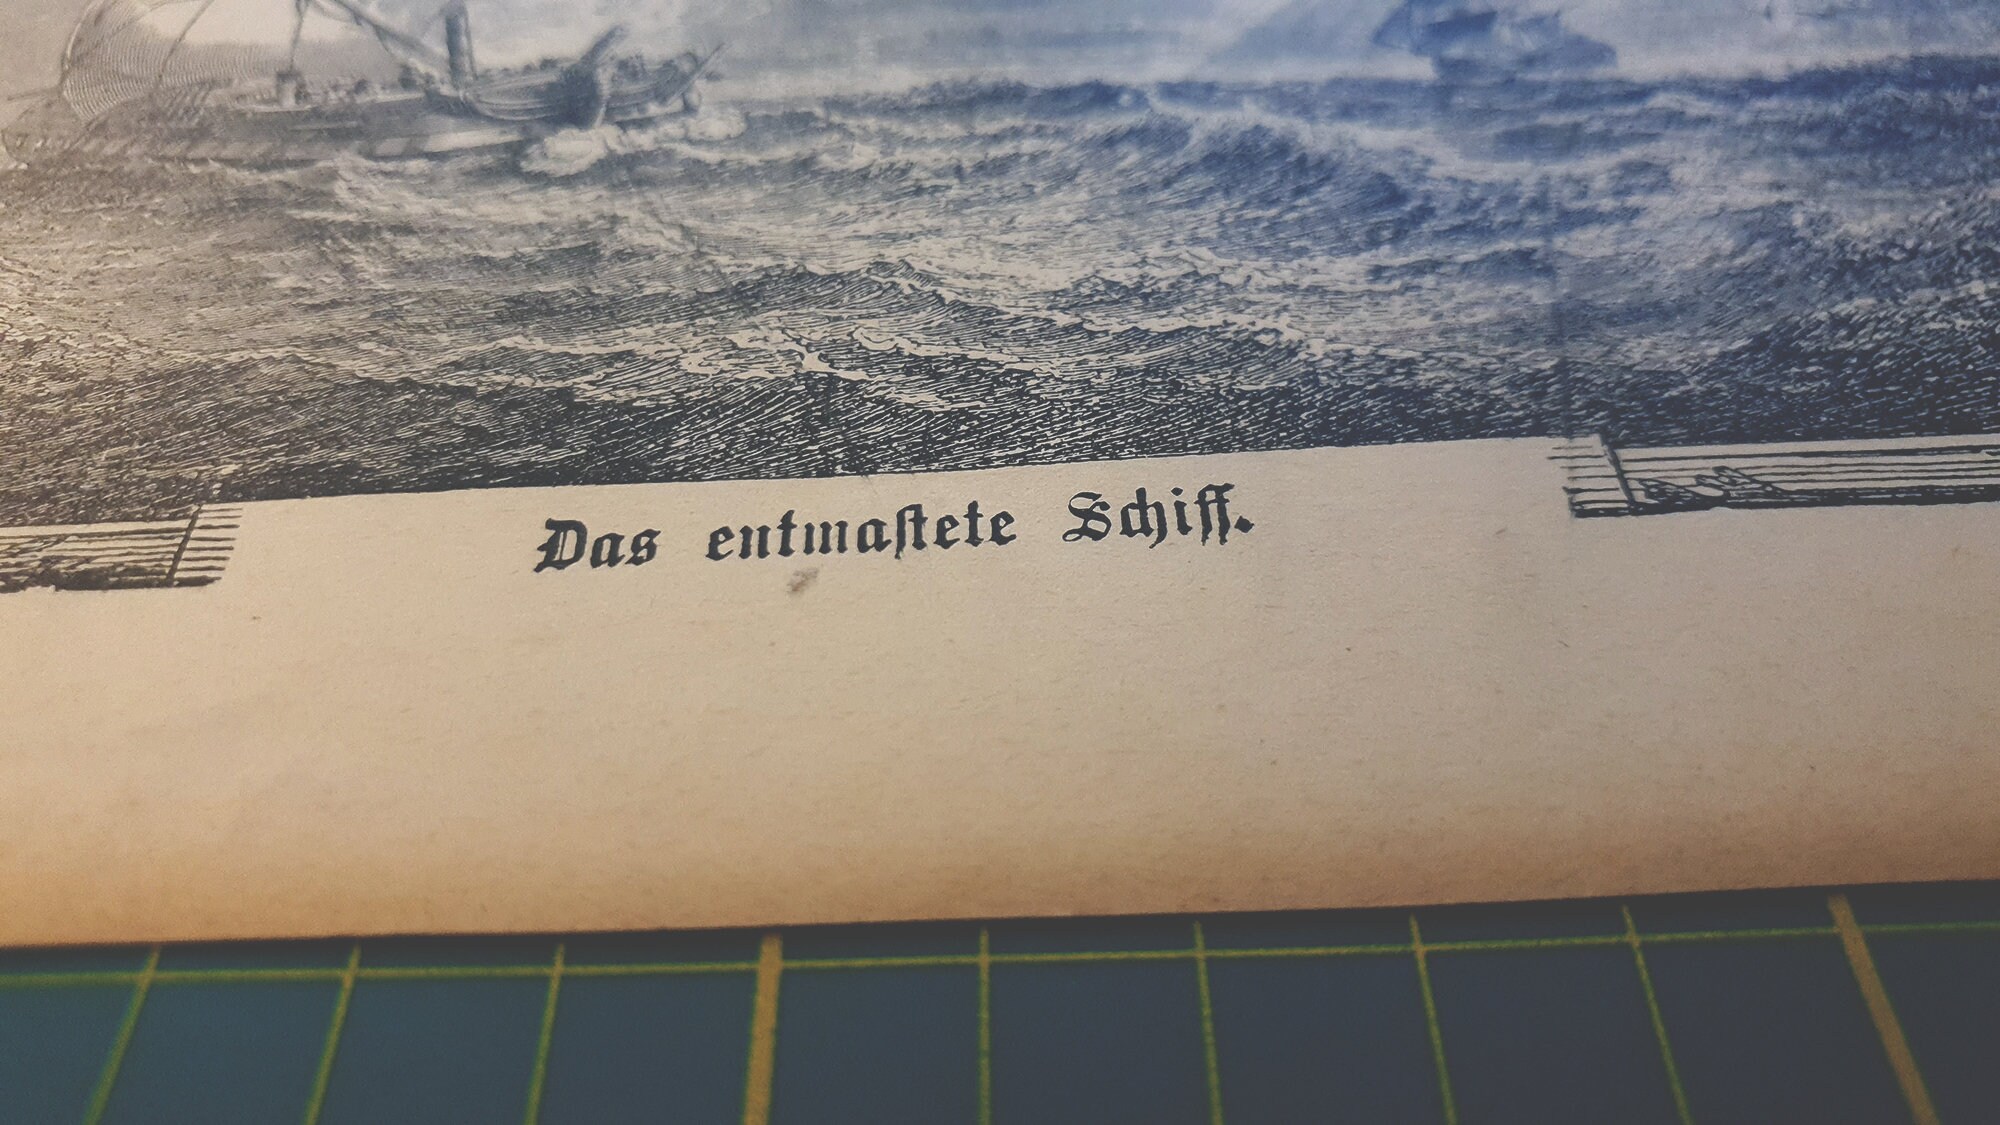 Das entmaſtete Schiff.